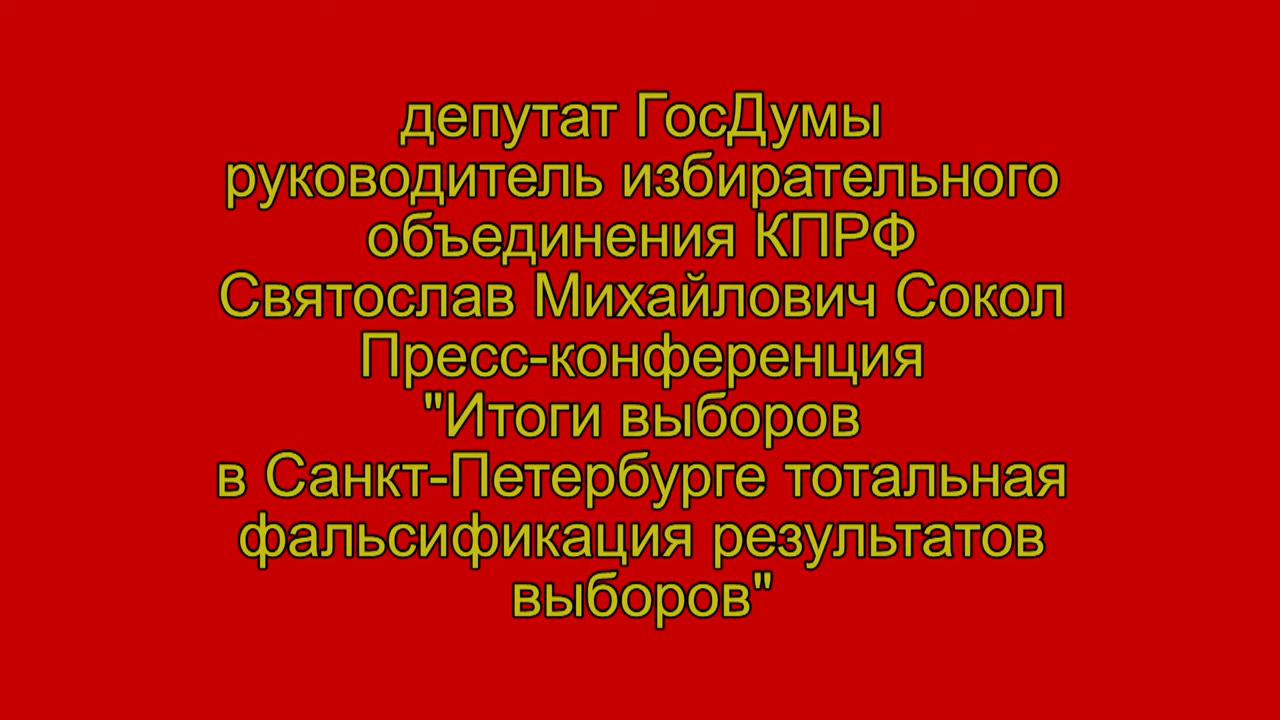 депутат ГосДумы
руководитель избирательного
объединения КПРФ
Святослав Михайлович Сокол
Пресс-конференция
"Итоги выборов
в Санкт-Петербурге тотальная
фальсификация результатов
выборов"